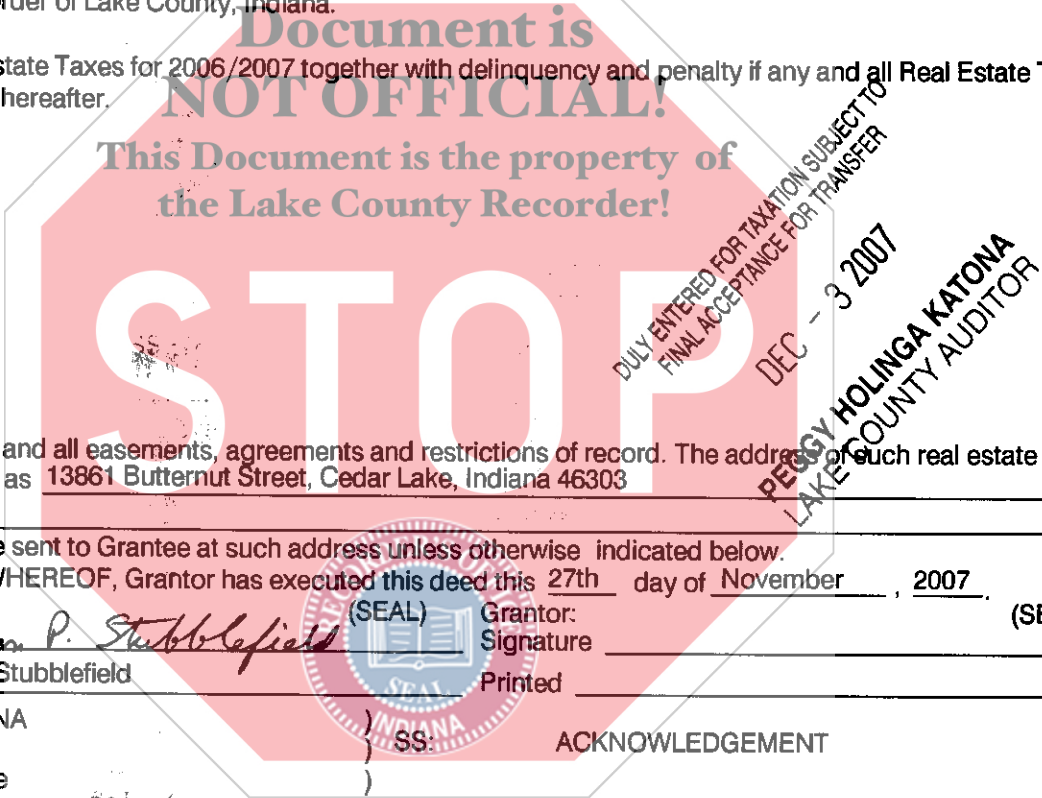 of Lake County, Indiana.
Document is
state Taxes for 2006/2007 together with delinquency and penalty if any and all Real Estate
hereafter.
NOT OFFICIAL!
This Document is the property of
the Lake County Recorder!
DULY ENTERED FOR TAXATION SUBJECT TO
FINAL ACCEPTANCE FOR TRANSFER
DEC - 3 2007
PEGGY HOLINGA KATONA
LAKE COUNTY AUDITOR
STOP
and all easements, agreements and restrictions of record. The address of such real estate
as 13861 Butternut Street, Cedar Lake, Indiana 46303
e sent to Grantee at such address unless otherwise indicated below.
WHEREOF, Grantor has executed this deed this 27th day of November, 2007.
(SEAL) Grantor: (SE
P. Stubblefield Signature
Stubblefield Printed
RECORDER'S OFFICE
SEAL
INDIANA
NA
) SS: ACKNOWLEDGEMENT
e )